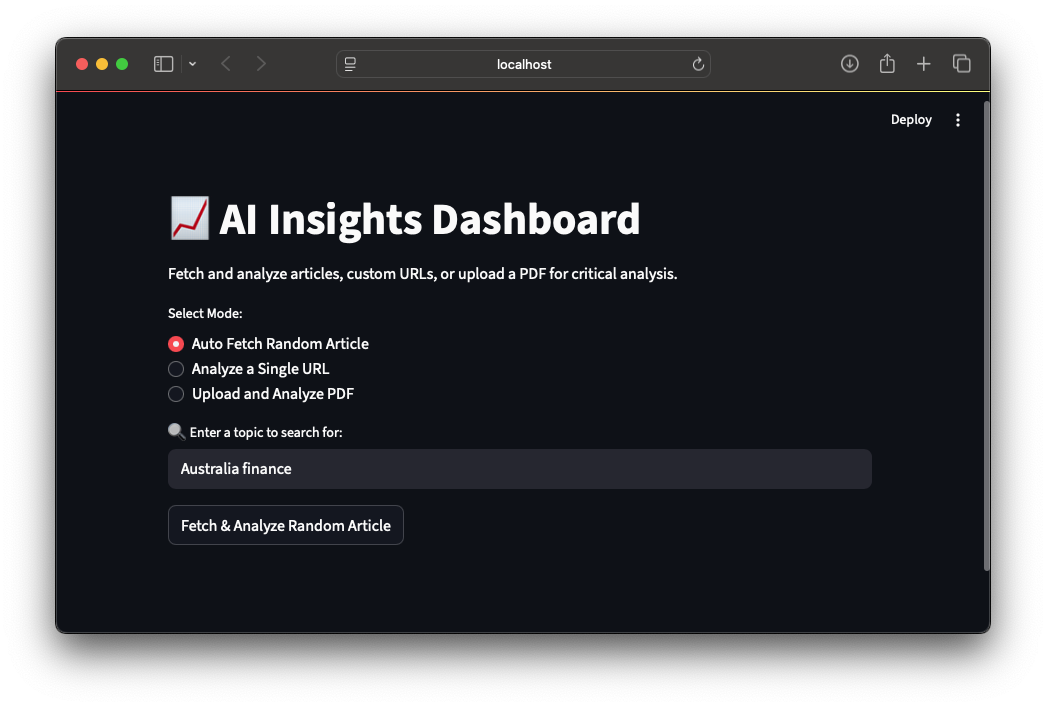 localhost
Deploy
AI Insights Dashboard
Fetch and analyze articles, custom URLs, or upload a PDF for critical analysis.
Select Mode:
Auto Fetch Random Article
Analyze a Single URL
Upload and Analyze PDF
Enter a topic to search for:
Australia finance
Fetch & Analyze Random Article